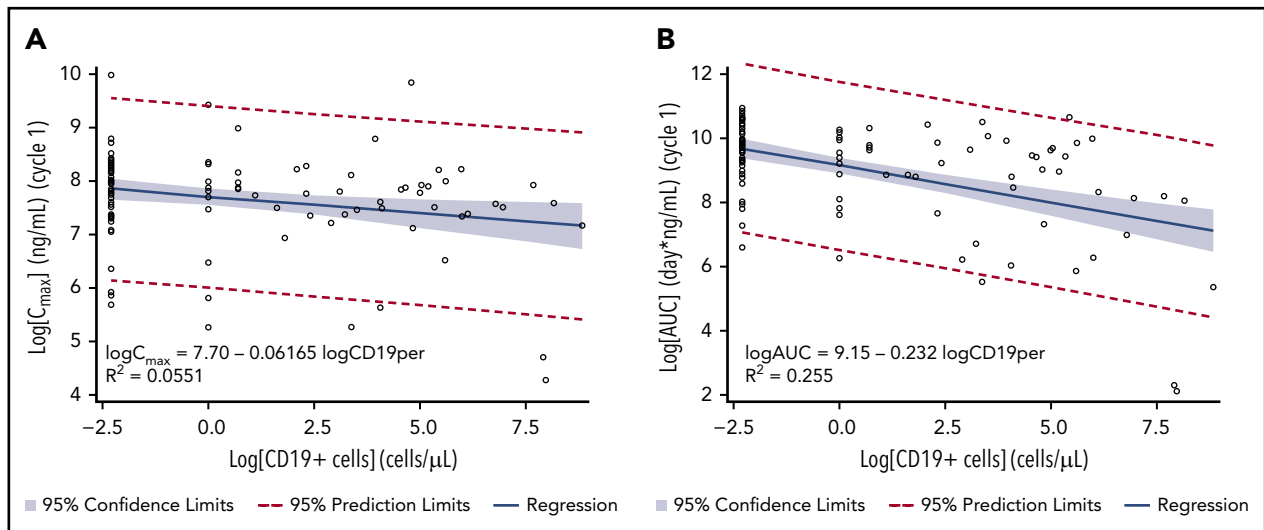 A
Log[Cmax] (ng/mL) (cycle 1)
10
9
8
7
6
5
4
logCmax = 7.70 – 0.06165 logCD19per
R2 = 0.0551
–2.5 0.0 2.5 5.0 7.5
Log[CD19+ cells] (cells/μL)
95% Confidence Limits 95% Prediction Limits Regression
B
Log[AUC] (day*ng/mL) (cycle 1)
12
10
8
6
4
2
logAUC = 9.15 – 0.232 logCD19per
R2 = 0.255
–2.5 0.0 2.5 5.0 7.5
Log[CD19+ cells] (cells/μL)
95% Confidence Limits 95% Prediction Limits Regression